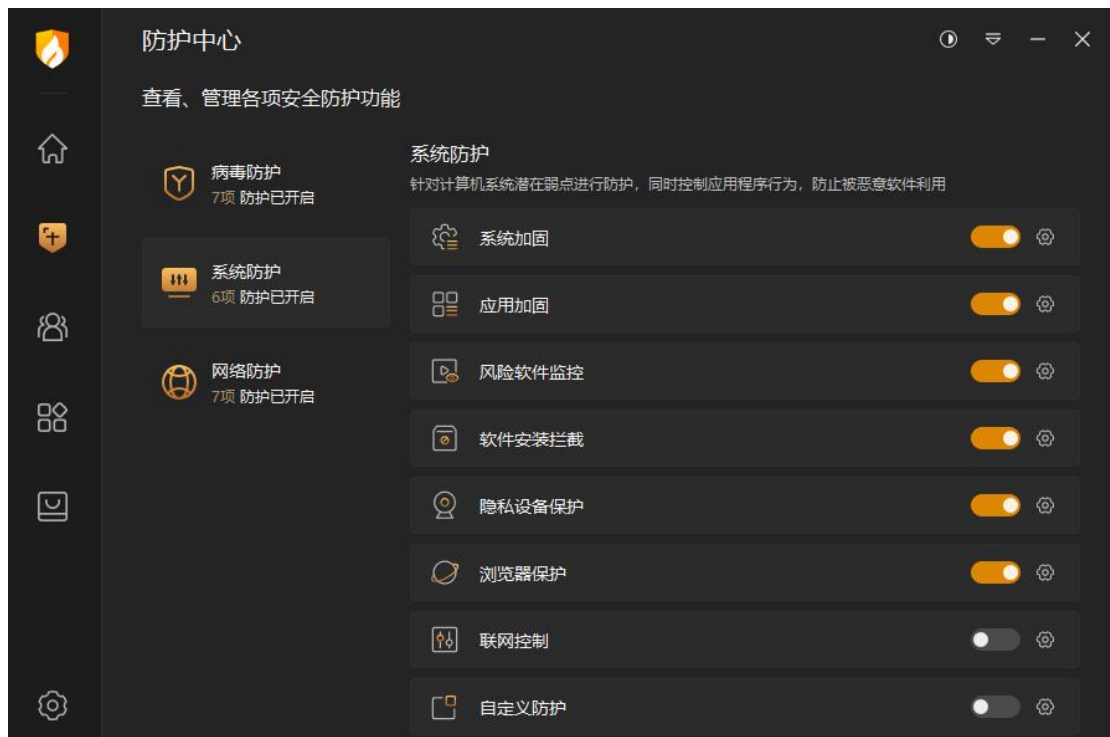 防护中心
查看、管理各项安全防护功能
病毒防护
7项 防护已开启
系统防护
6项 防护已开启
网络防护
7项 防护已开启
系统防护
针对计算机系统潜在弱点进行防护，同时控制应用程序行为，防止被恶意软件利用
系统加固
应用加固
风险软件监控
软件安装拦截
隐私设备保护
浏览器保护
联网控制
自定义防护